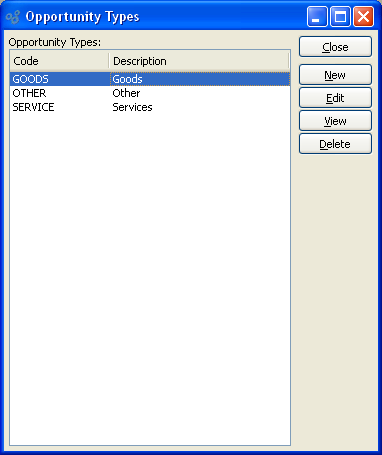 Opportunity Types
Opportunity Types:
Code Description
GOODS Goods
OTHER Other
SERVICE Services
Close
New
Edit
View
Delete